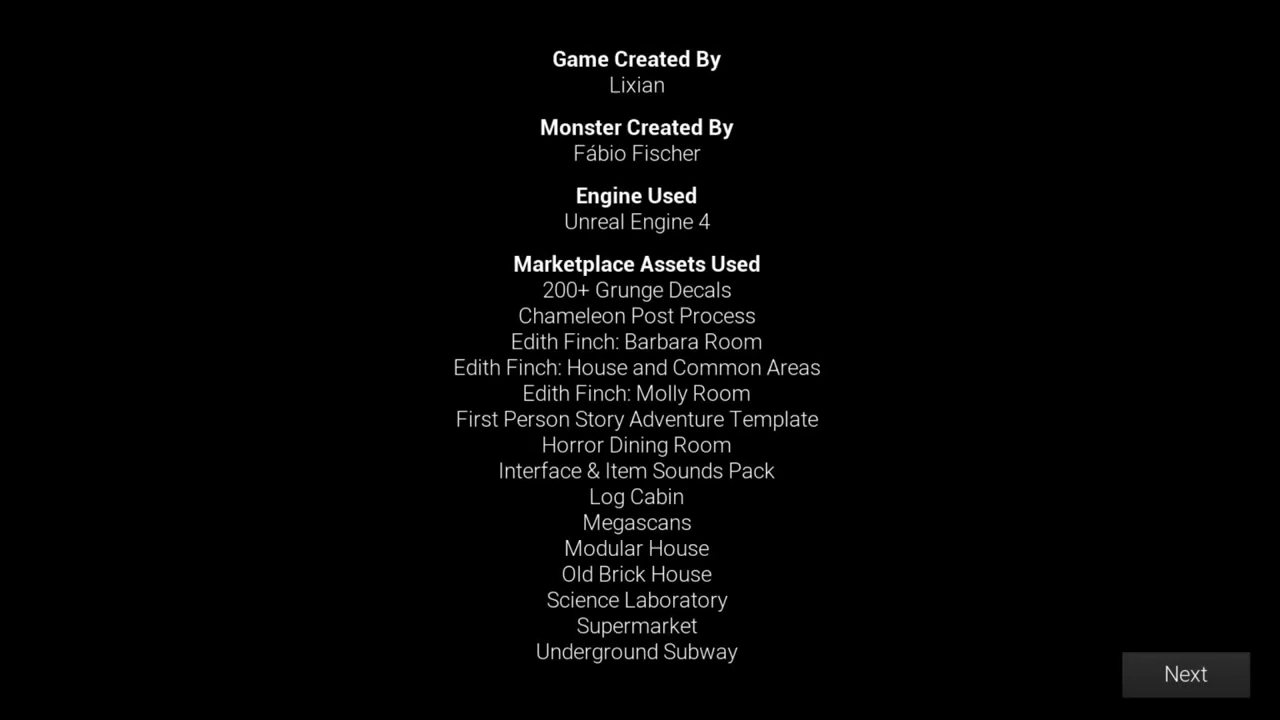 Game Created By
Lixian
Monster Created By
Fábio Fischer
Engine Used
Unreal Engine 4
Marketplace Assets Used
200+ Grunge Decals
Chameleon Post Process
Edith Finch: Barbara Room
Edith Finch: House and Common Areas
Edith Finch: Molly Room
First Person Story Adventure Template
Horror Dining Room
Interface & Item Sounds Pack
Log Cabin
Megascans
Modular House
Old Brick House
Science Laboratory
Supermarket
Underground Subway
Next